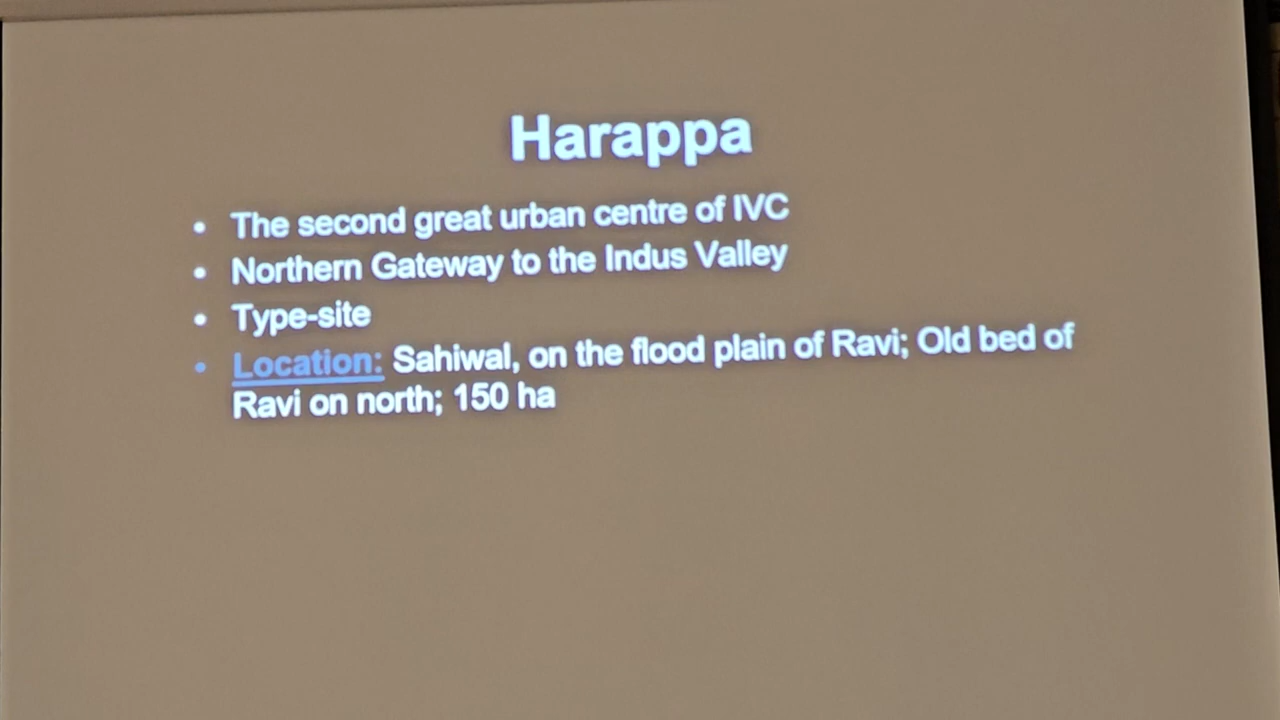 Harappa
• The second great urban centre of IVC
• Northern Gateway to the Indus Valley
• Type-site
• Location: Sahiwal, on the flood plain of Ravi; Old bed of
Ravi on north; 150 ha